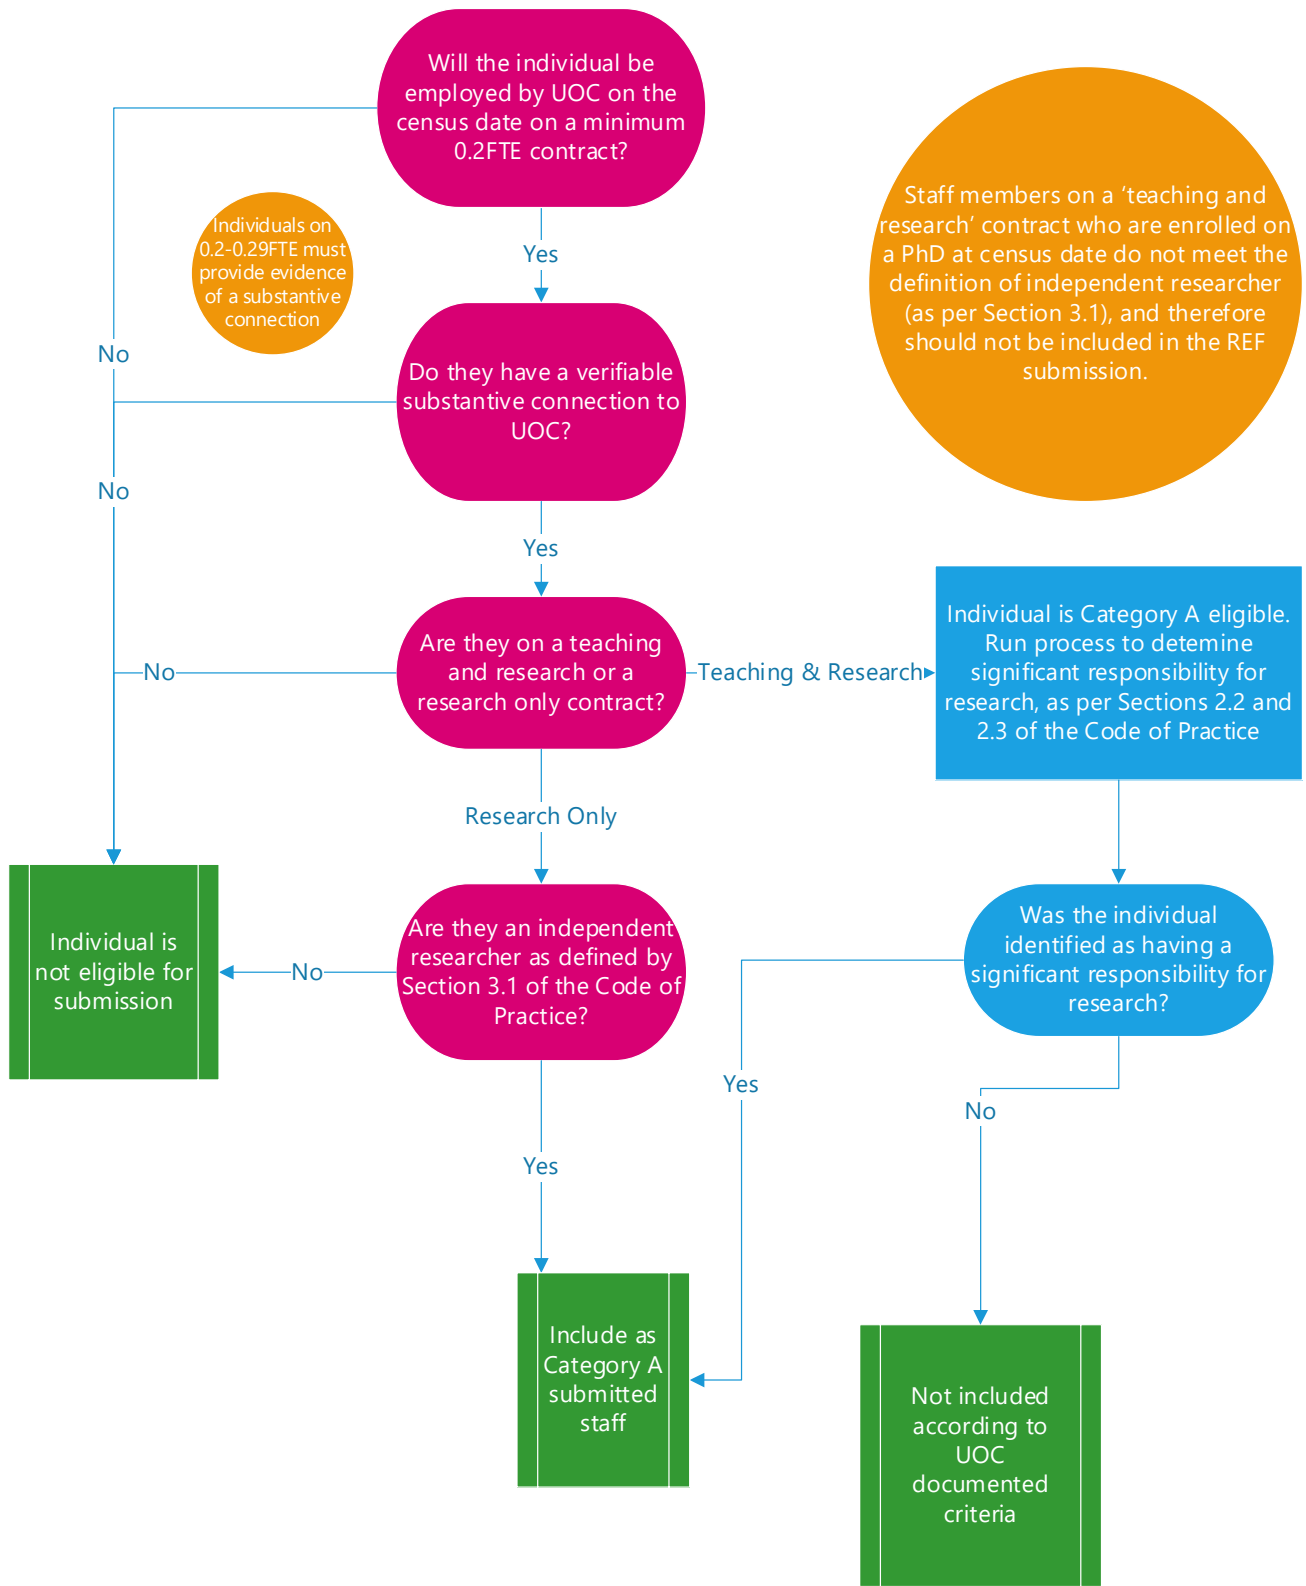 Will the individual be
employed by UOC on the
census date on a minimum
0.2FTE contract?
Staff members on a ‘teaching and
research’ contract who are enrolled on
a PhD at census date do not meet the
definition of independent researcher
(as per Section 3.1), and therefore
should not be included in the REF
submission.
Individuals on
0.2-0.29FTE must
provide evidence
of a substantive
connection
Yes
No
Do they have a verifiable
substantive connection to
UOC?
No
Yes
Are they on a teaching
and research or a
research only contract?
No
Teaching & Research
Individual is Category A eligible.
Run process to detemine
significant responsibility for
research, as per Sections 2.2 and
2.3 of the Code of Practice
Research Only
Individual is
not eligible for
submission
No
Are they an independent
researcher as defined by
Section 3.1 of the Code of
Practice?
Was the individual
identified as having a
significant responsibility for
research?
Yes
No
Yes
Include as
Category A
submitted
staff
Not included
according to
UOC
documented
criteria